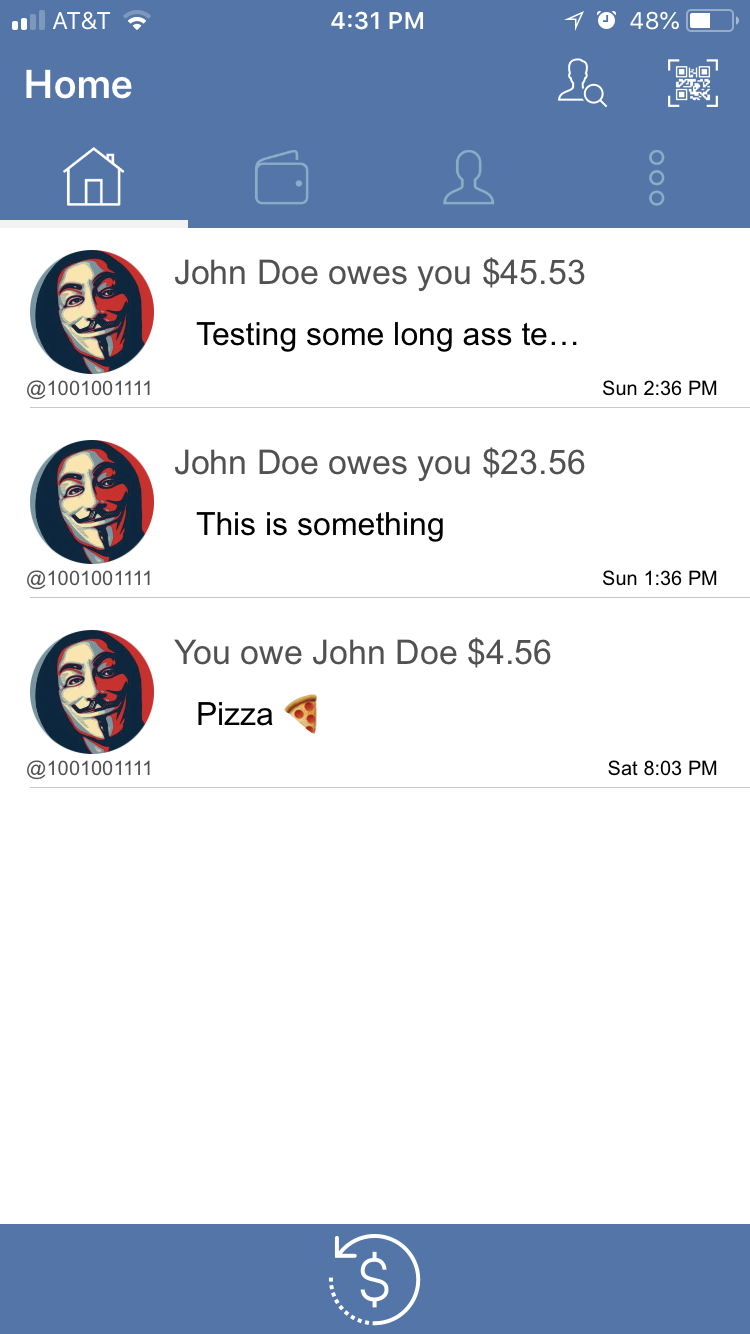 AT&T 4:31 PM 48%
Home
John Doe owes you $45.53
Testing some long ass te…
@1001001111 Sun 2:36 PM
John Doe owes you $23.56
This is something
@1001001111 Sun 1:36 PM
You owe John Doe $4.56
Pizza 🍕
@1001001111 Sat 8:03 PM
$